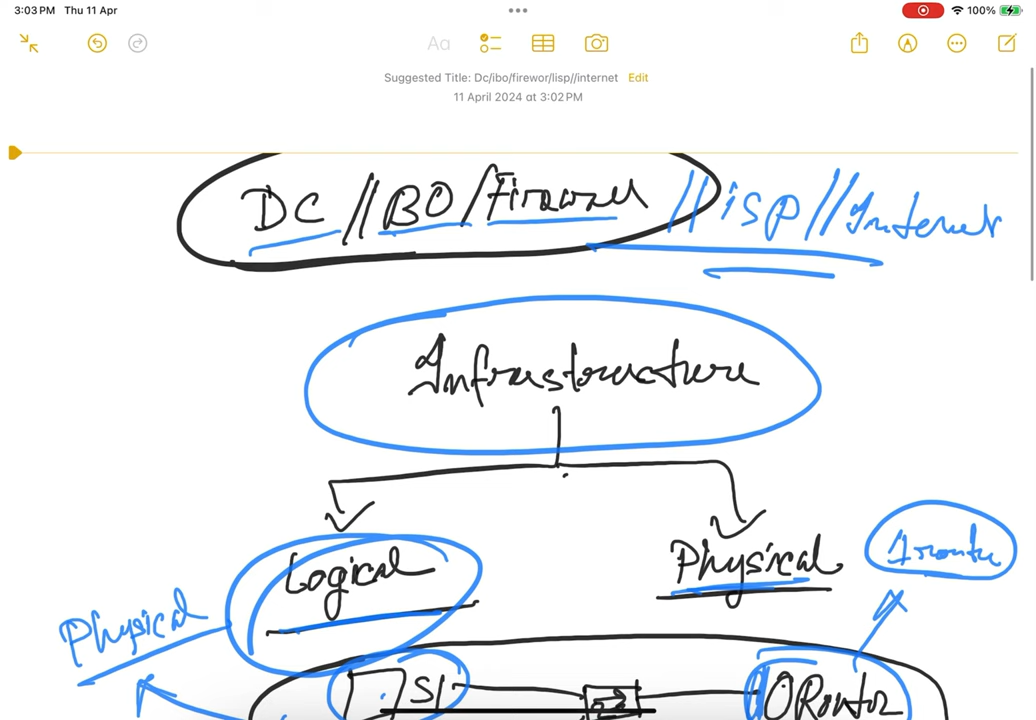 3:03 PM Thu 11 Apr 100%
Aa
Suggested Title: Dc/ibo/firewor/lisp//internet Edit
11 April 2024 at 3:02 PM
DC // BO / Firewall // isp // Internet
Infrastructure
Logical Physical
Physical
S1 Router